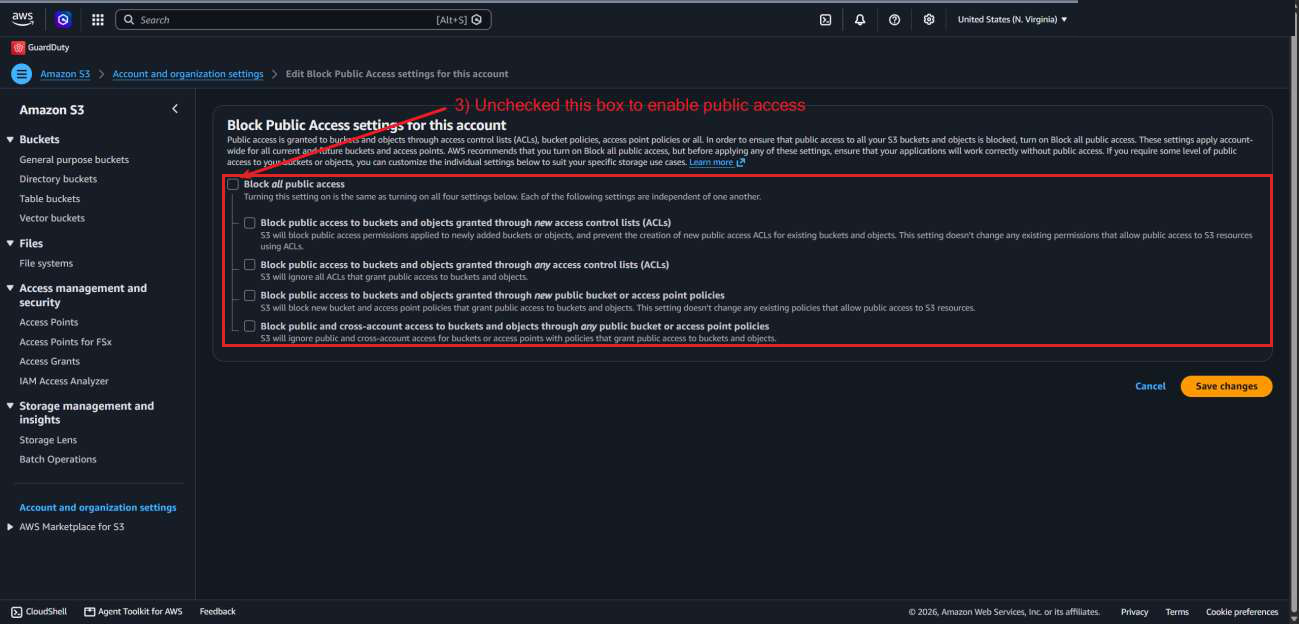 aws
Search
[Alt+S]
United States (N. Virginia)
GuardDuty
Amazon S3 > Account and organization settings > Edit Block Public Access settings for this account
Amazon S3
Buckets
General purpose buckets
Directory buckets
Table buckets
Vector buckets
Files
File systems
Access management and
security
Access Points
Access Points for FSx
Access Grants
IAM Access Analyzer
Storage management and
insights
Storage Lens
Batch Operations
Account and organization settings
AWS Marketplace for S3
3) Unchecked this box to enable public access
Block Public Access settings for this account
Public access is granted to buckets and objects through access control lists (ACLs), bucket policies, access point policies or all. In order to ensure that public access to all your S3 buckets and objects is blocked, turn on Block all public access. These settings apply account-
wide for all current and future buckets and access points. AWS recommends that you turn on Block all public access, but before applying any of these settings, ensure that your applications will work correctly without public access. If you require some level of public
access to your buckets or objects, you can customize the individual settings below to suit your specific storage use cases. Learn more
Block all public access
Turning this setting on is the same as turning on all four settings below. Each of the following settings are independent of one another.
Block public access to buckets and objects granted through new access control lists (ACLs)
S3 will block public access permissions applied to newly added buckets or objects, and prevent the creation of new public access ACLs for existing buckets and objects. This setting doesn't change any existing permissions that allow public access to S3 resources
using ACLs.
Block public access to buckets and objects granted through any access control lists (ACLs)
S3 will ignore all ACLs that grant public access to buckets and objects.
Block public access to buckets and objects granted through new public bucket or access point policies
S3 will block new bucket and access point policies that grant public access to buckets and objects. This setting doesn't change any existing policies that allow public access to S3 resources.
Block public and cross-account access to buckets and objects through any public bucket or access point policies
S3 will ignore public and cross-account access for buckets or access points with policies that grant public access to buckets and objects.
Cancel
Save changes
CloudShell
Agent Toolkit for AWS
Feedback
© 2026, Amazon Web Services, Inc. or its affiliates.
Privacy
Terms
Cookie preferences